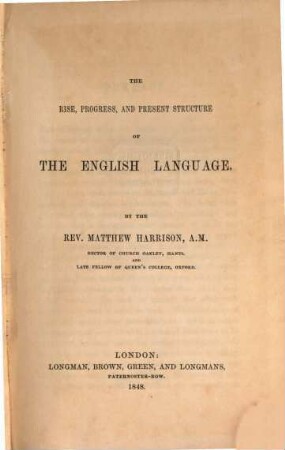 THE
RISE, PROGRESS, AND PRESENT STRUCTURE
OF
THE ENGLISH LANGUAGE.
BY THE
REV. MATTHEW HARRISON, A.M.
RECTOR OF CHURCH OAKLEY, HANTS,
AND
LATE FELLOW OF QUEEN'S COLLEGE, OXFORD.
LONDON:
LONGMAN, BROWN, GREEN, AND LONGMANS,
PATERNOSTER-ROW.
1848.